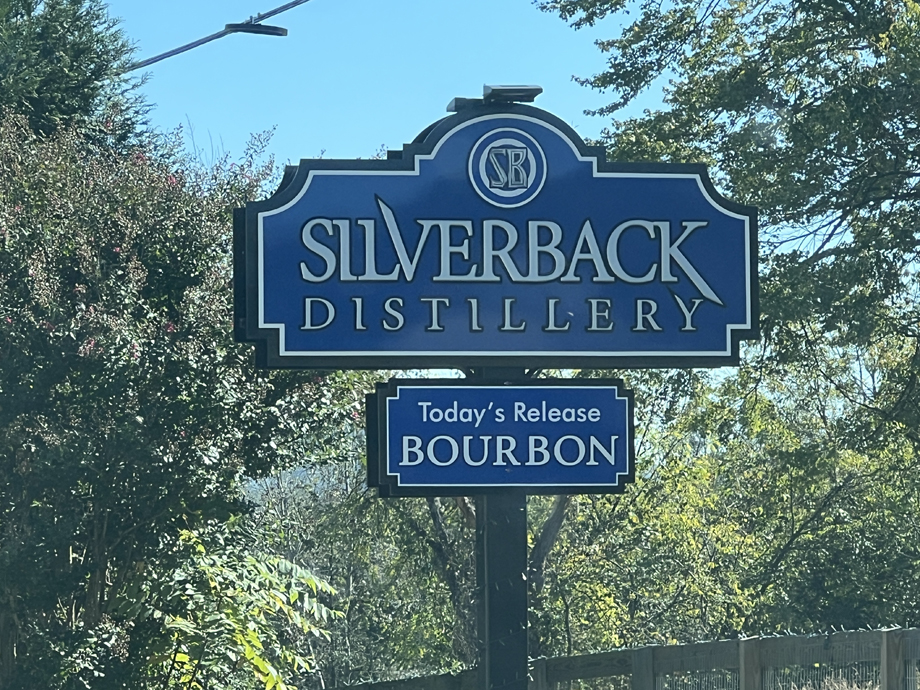 SB
SILVERBACK
DISTILLERY
Today's Release
BOURBON